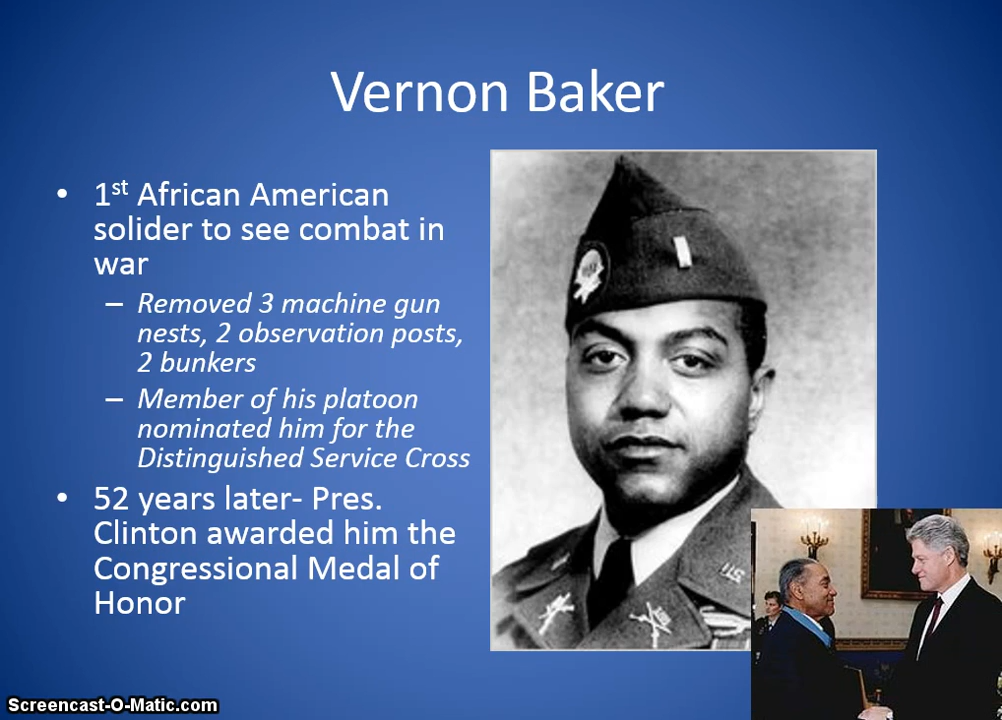 Vernon Baker
• 1st African American
solider to see combat in
war
– Removed 3 machine gun
nests, 2 observation posts,
2 bunkers
– Member of his platoon
nominated him for the
Distinguished Service Cross
• 52 years later- Pres.
Clinton awarded him the
Congressional Medal of
Honor
Screencast-O-Matic.com